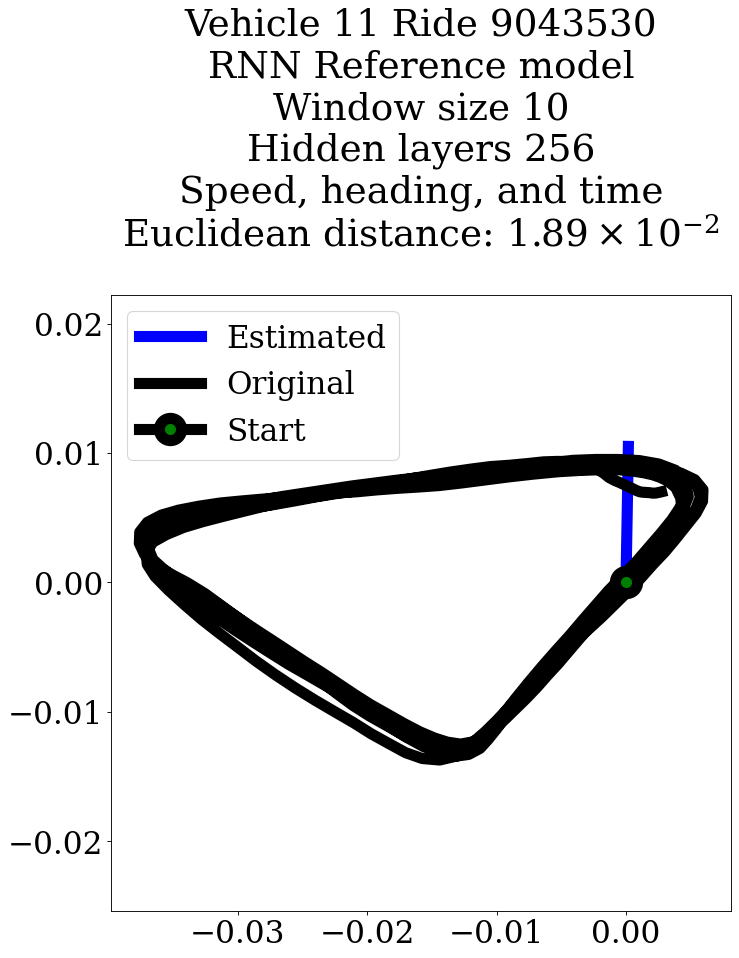 Vehicle 11 Ride 9043530
RNN Reference model
Window size 10
Hidden layers 256
Speed, heading, and time
Euclidean distance: 1.89 × 10⁻²
Estimated
Original
Start
0.02
0.01
0.00
−0.01
−0.02
−0.03
−0.02
−0.01
0.00